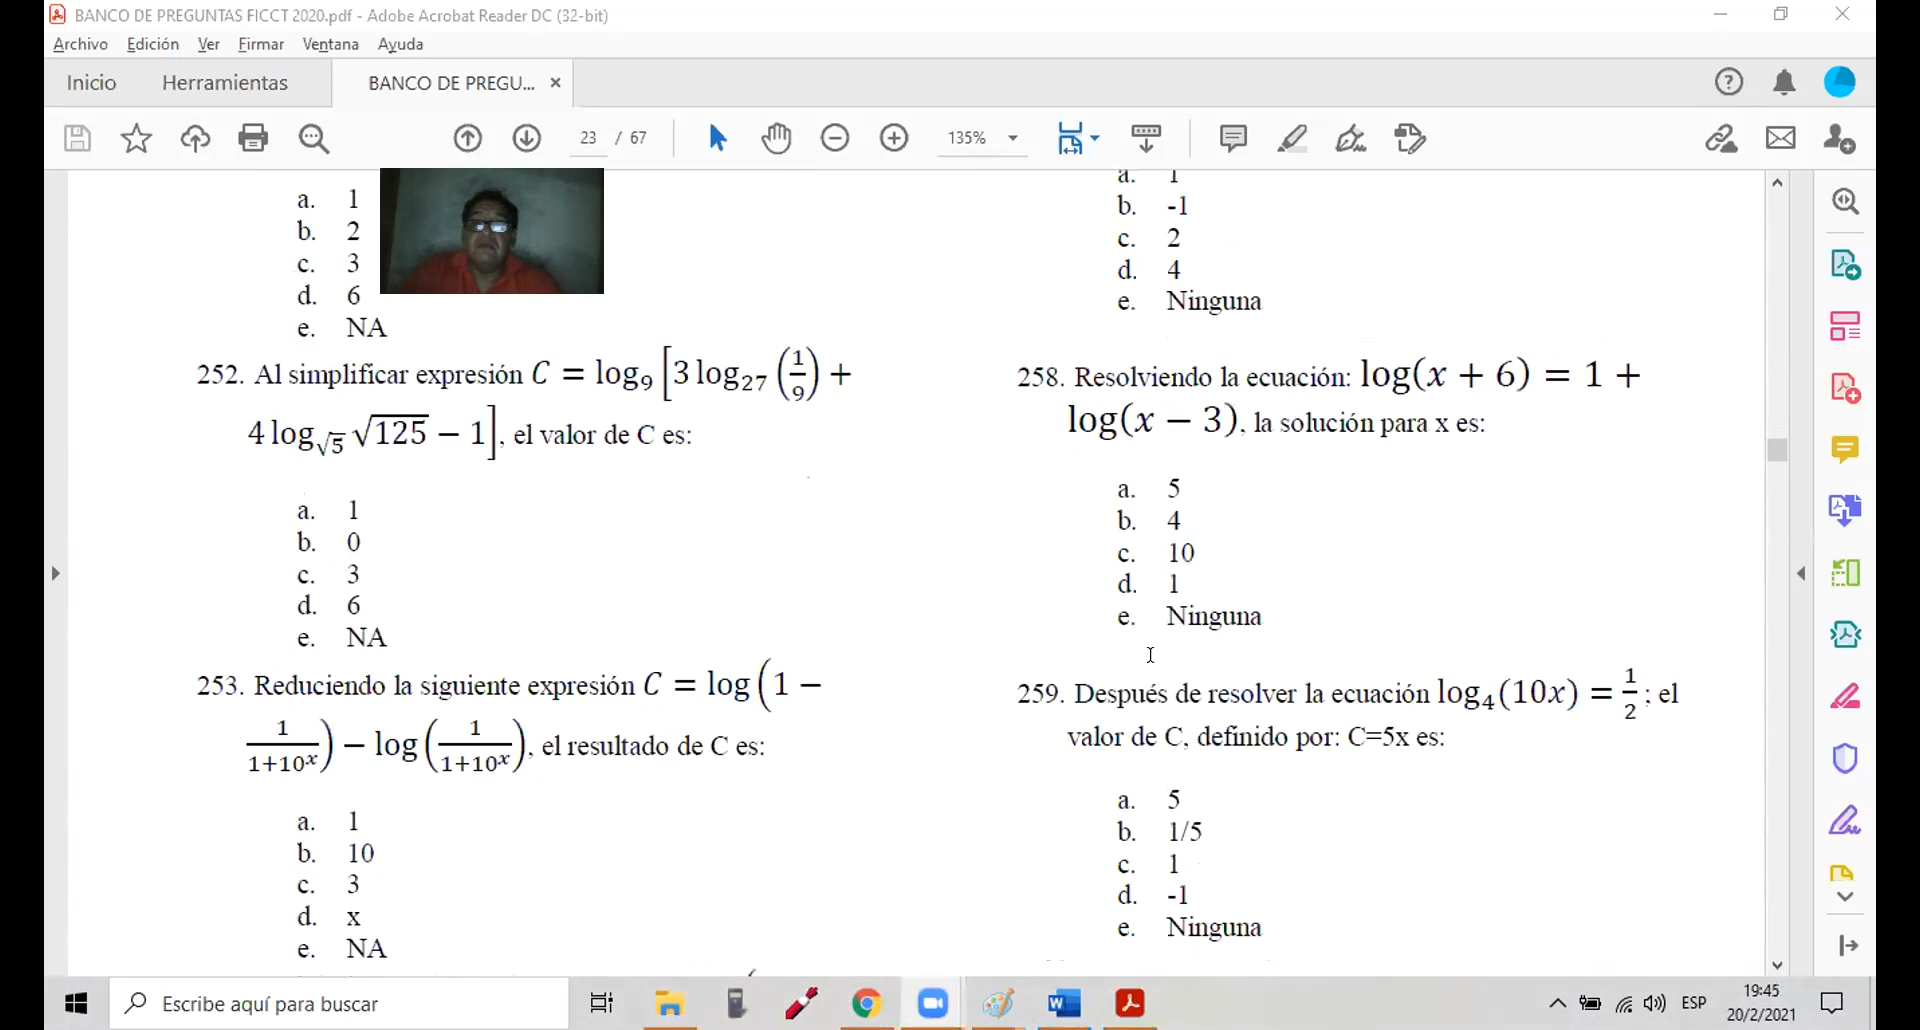 BANCO DE PREGUNTAS FICCT 2020.pdf - Adobe Acrobat Reader DC (32-bit)
Archivo Edición Ver Firmar Ventana Ayuda
Inicio Herramientas BANCO DE PREGU... ×
23 / 67 135%
a. 1
b. 2
c. 3
d. 6
e. NA
252. Al simplificar expresión C = log₉ [3 log₂₇ (1/9) +
4 log_√5 √125 − 1], el valor de C es:
a. 1
b. 0
c. 3
d. 6
e. NA
253. Reduciendo la siguiente expresión C = log (1 −
1/(1+10ˣ)) − log (1/(1+10ˣ)), el resultado de C es:
a. 1
b. 10
c. 3
d. x
e. NA
a. 1
b. -1
c. 2
d. 4
e. Ninguna
258. Resolviendo la ecuación: log(x + 6) = 1 +
log(x − 3), la solución para x es:
a. 5
b. 4
c. 10
d. 1
e. Ninguna
259. Después de resolver la ecuación log₄(10x) = 1/2 ; el
valor de C, definido por: C=5x es:
a. 5
b. 1/5
c. 1
d. -1
e. Ninguna
Escribe aquí para buscar
ESP
19:45
20/2/2021